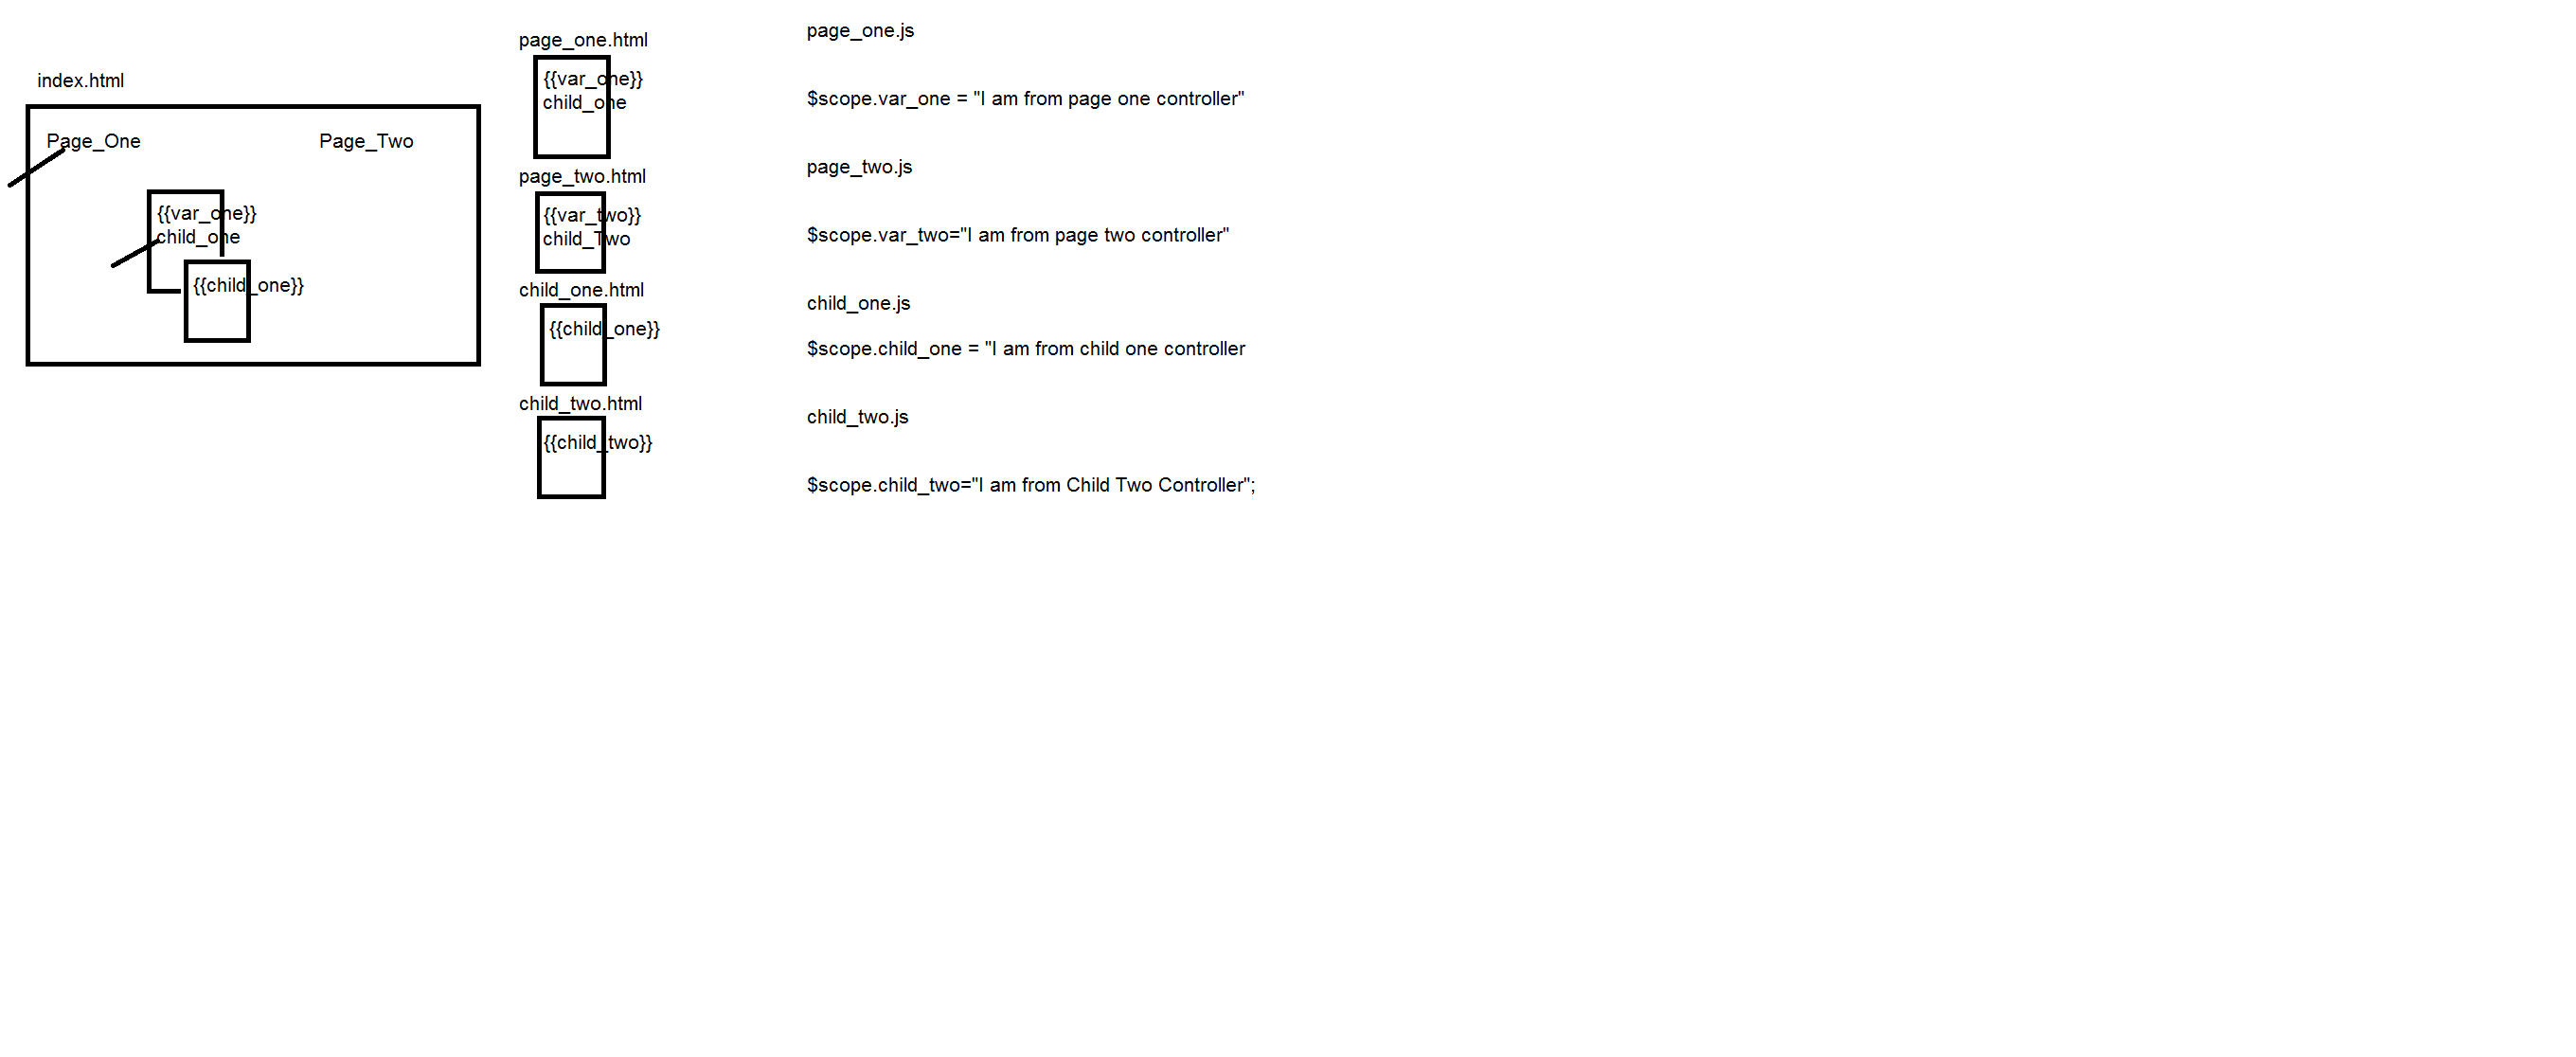 index.html
Page_One
Page_Two
{{var_one}}
child_one
{{child_one}}
page_one.html
{{var_one}}
child_one
page_two.html
{{var_two}}
child_Two
child_one.html
{{child_one}}
child_two.html
{{child_two}}
page_one.js
$scope.var_one = "I am from page one controller"
page_two.js
$scope.var_two="I am from page two controller"
child_one.js
$scope.child_one = "I am from child one controller
child_two.js
$scope.child_two="I am from Child Two Controller";